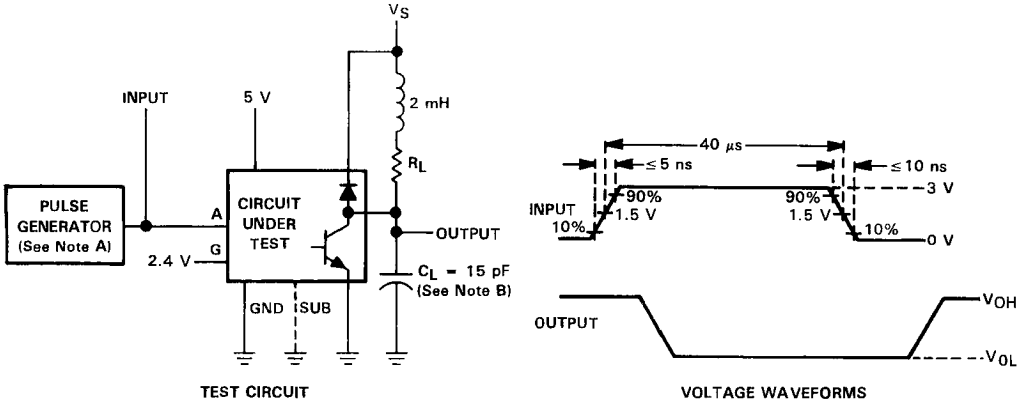 VS
INPUT
5 V
2 mH
RL
PULSE
GENERATOR
(See Note A)
A
G
2.4 V
CIRCUIT
UNDER
TEST
OUTPUT
CL = 15 pF
(See Note B)
GND
SUB
TEST CIRCUIT
40 µs
≤5 ns
≤10 ns
INPUT
10%
90%
1.5 V
90%
1.5 V
10%
3 V
0 V
OUTPUT
VOH
VOL
VOLTAGE WAVEFORMS